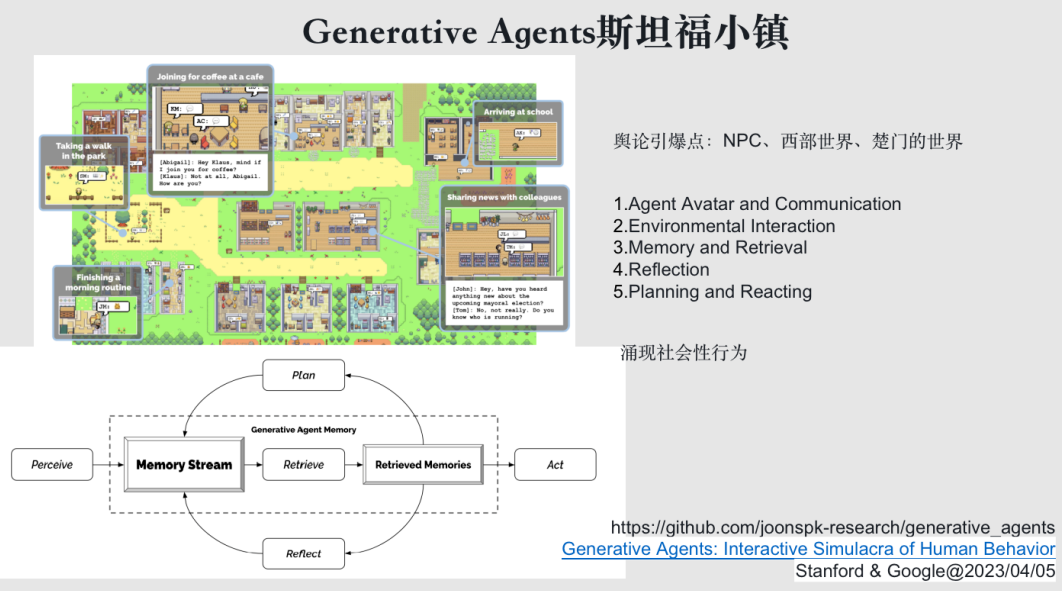 Generative Agents斯坦福小镇
Joining for coffee at a cafe
KM:
AC:
[Abigail]: Hey Klaus, mind if
I join you for coffee?
[Klaus]: Not at all, Abigail.
How are you?
Taking a walk
in the park
Arriving at school
Sharing news with colleagues
JL:
TM:
[John]: Hey, have you heard
anything new about the
upcoming mayoral election?
[Tom]: No, not really. Do you
know who is running?
Finishing a
morning routine
JM:
舆论引爆点：NPC、西部世界、楚门的世界
1.Agent Avatar and Communication
2.Environmental Interaction
3.Memory and Retrieval
4.Reflection
5.Planning and Reacting
涌现社会性行为
Plan
Generative Agent Memory
Perceive
Memory Stream
Retrieve
Retrieved Memories
Act
Reflect
https://github.com/joonspk-research/generative_agents
Generative Agents: Interactive Simulacra of Human Behavior
Stanford & Google@2023/04/05